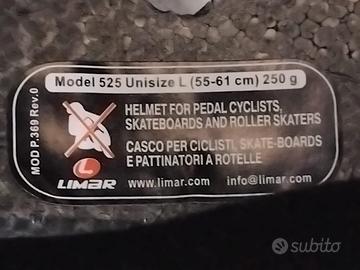 Model 525 Unisize L (55-61 cm) 250 g
MOD P.369 Rev.0
HELMET FOR PEDAL CYCLISTS,
SKATEBOARDS AND ROLLER SKATERS
CASCO PER CICLISTI, SKATE-BOARDS
E PATTINATORI A ROTELLE
LIMAR
www.limar.com info@limar.com
subito